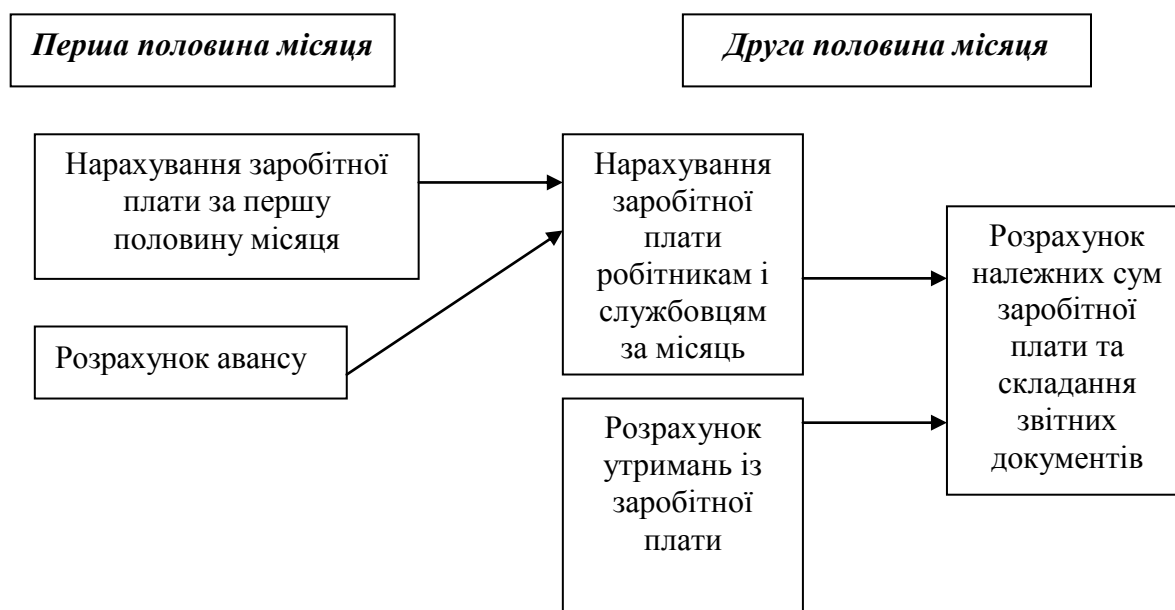 Перша половина місяця
Друга половина місяця
Нарахування заробітної
плати за першу
половину місяця
Розрахунок авансу
Нарахування
заробітної
плати
робітникам і
службовцям
за місяць
Розрахунок
утримань із
заробітної
плати
Розрахунок
належних сум
заробітної
плати та
складання
звітних
документів